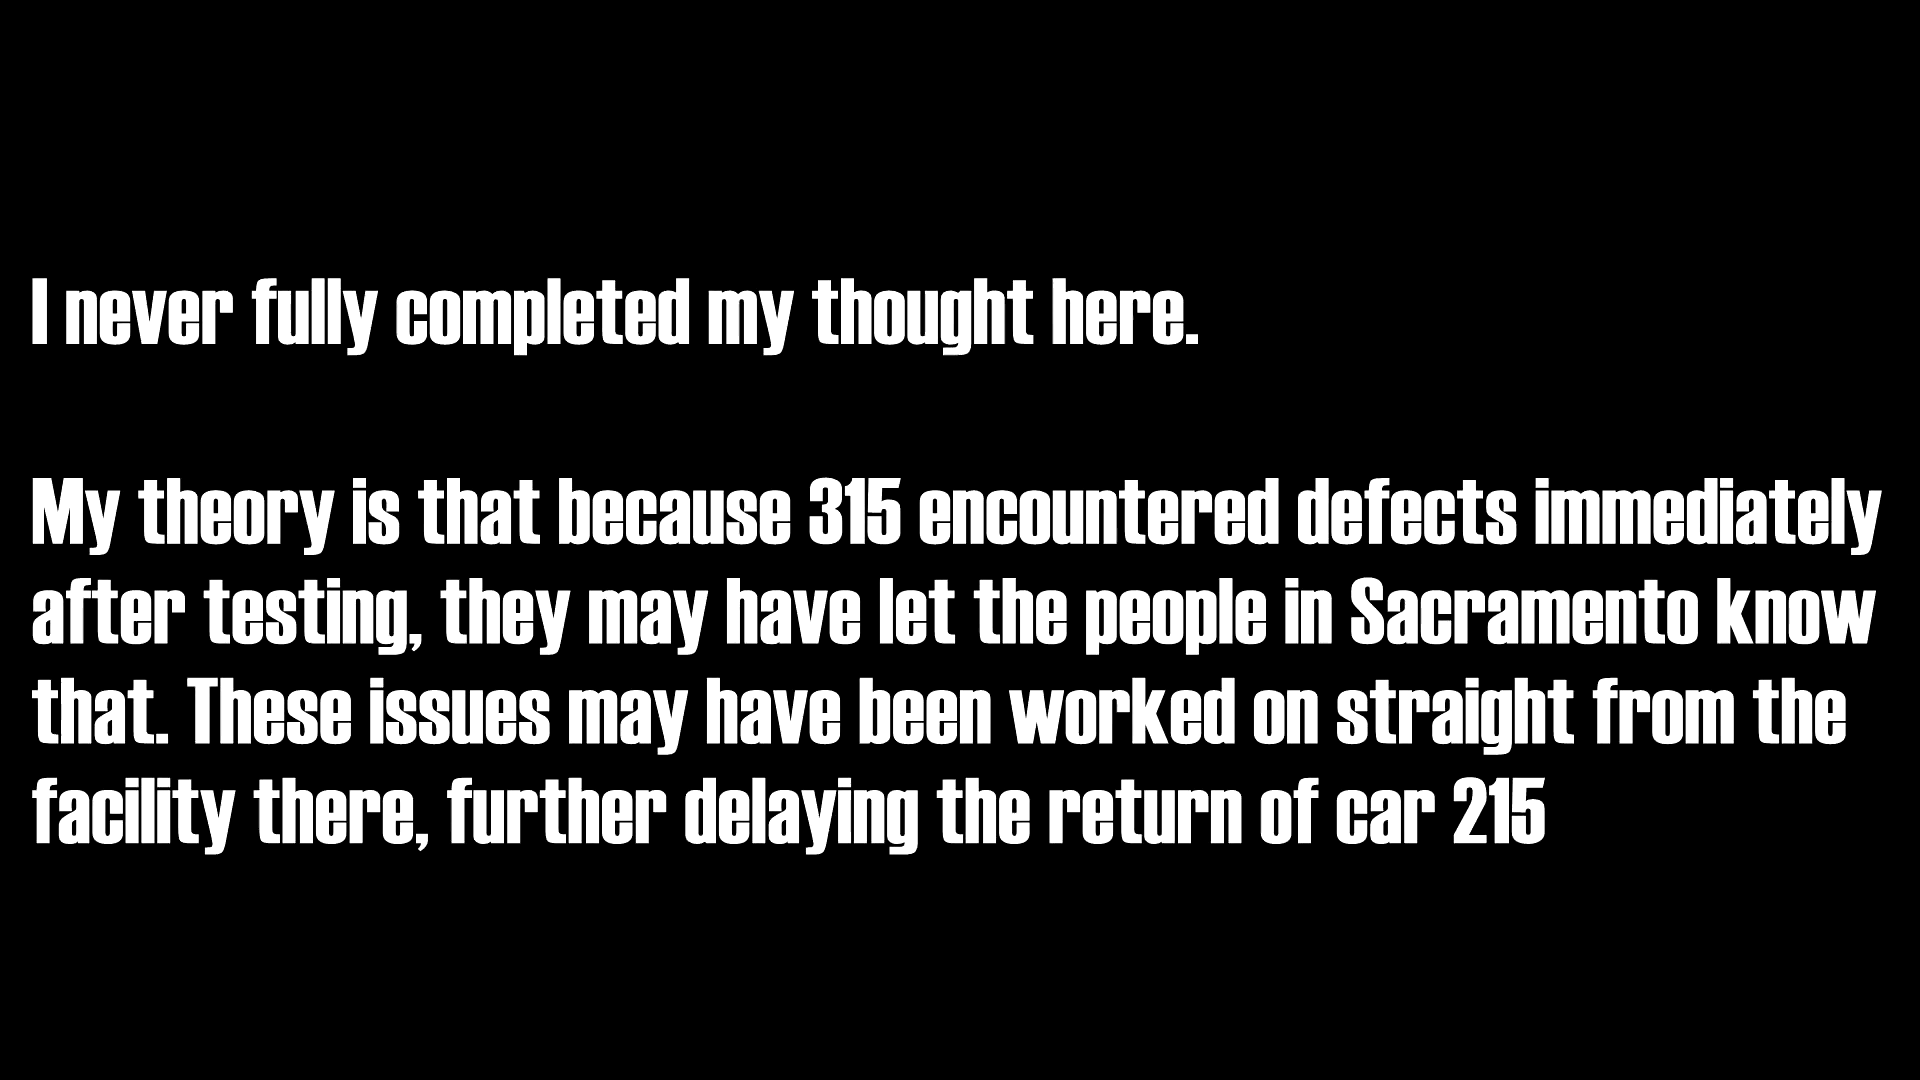 I never fully completed my thought here.
My theory is that because 315 encountered defects immediately
after testing, they may have let the people in Sacramento know
that. These issues may have been worked on straight from the
facility there, further delaying the return of car 215